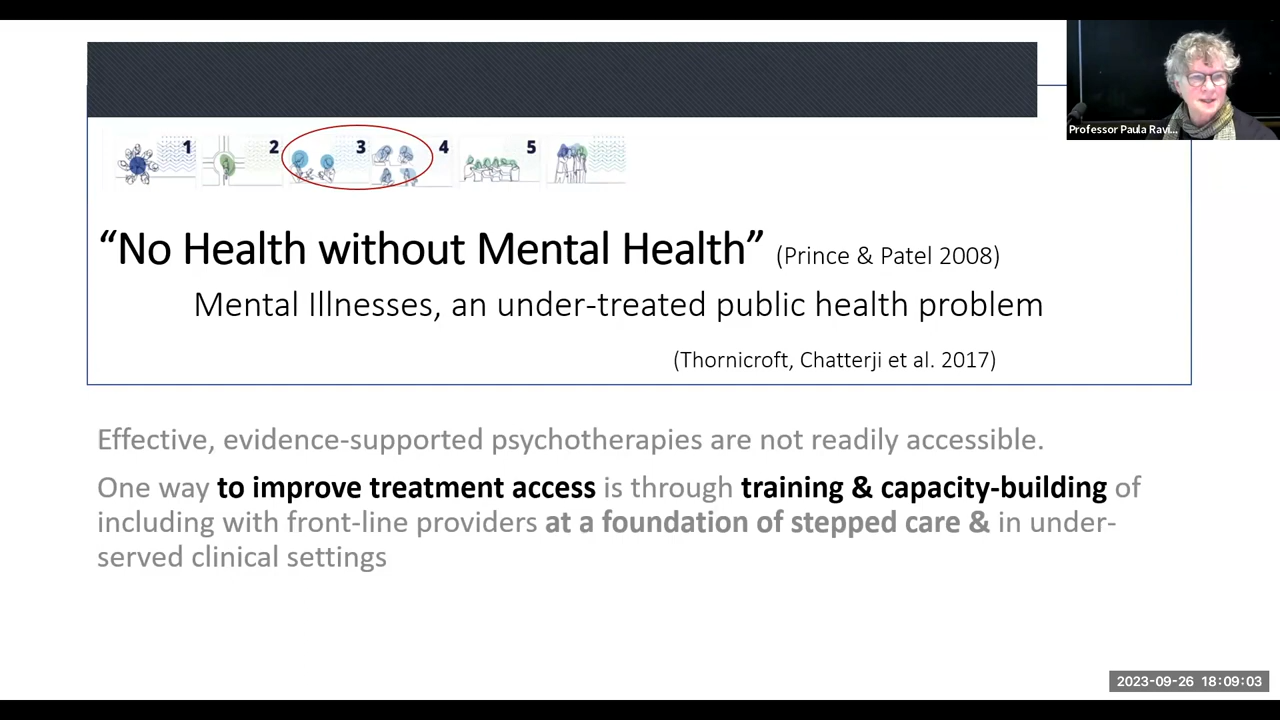 Professor Paula Ravi...
1 2 3 4 5
“No Health without Mental Health” (Prince & Patel 2008)
Mental Illnesses, an under-treated public health problem
(Thornicroft, Chatterji et al. 2017)
Effective, evidence-supported psychotherapies are not readily accessible.
One way to improve treatment access is through training & capacity-building of
including with front-line providers at a foundation of stepped care & in under-
served clinical settings
2023-09-26 18:09:03